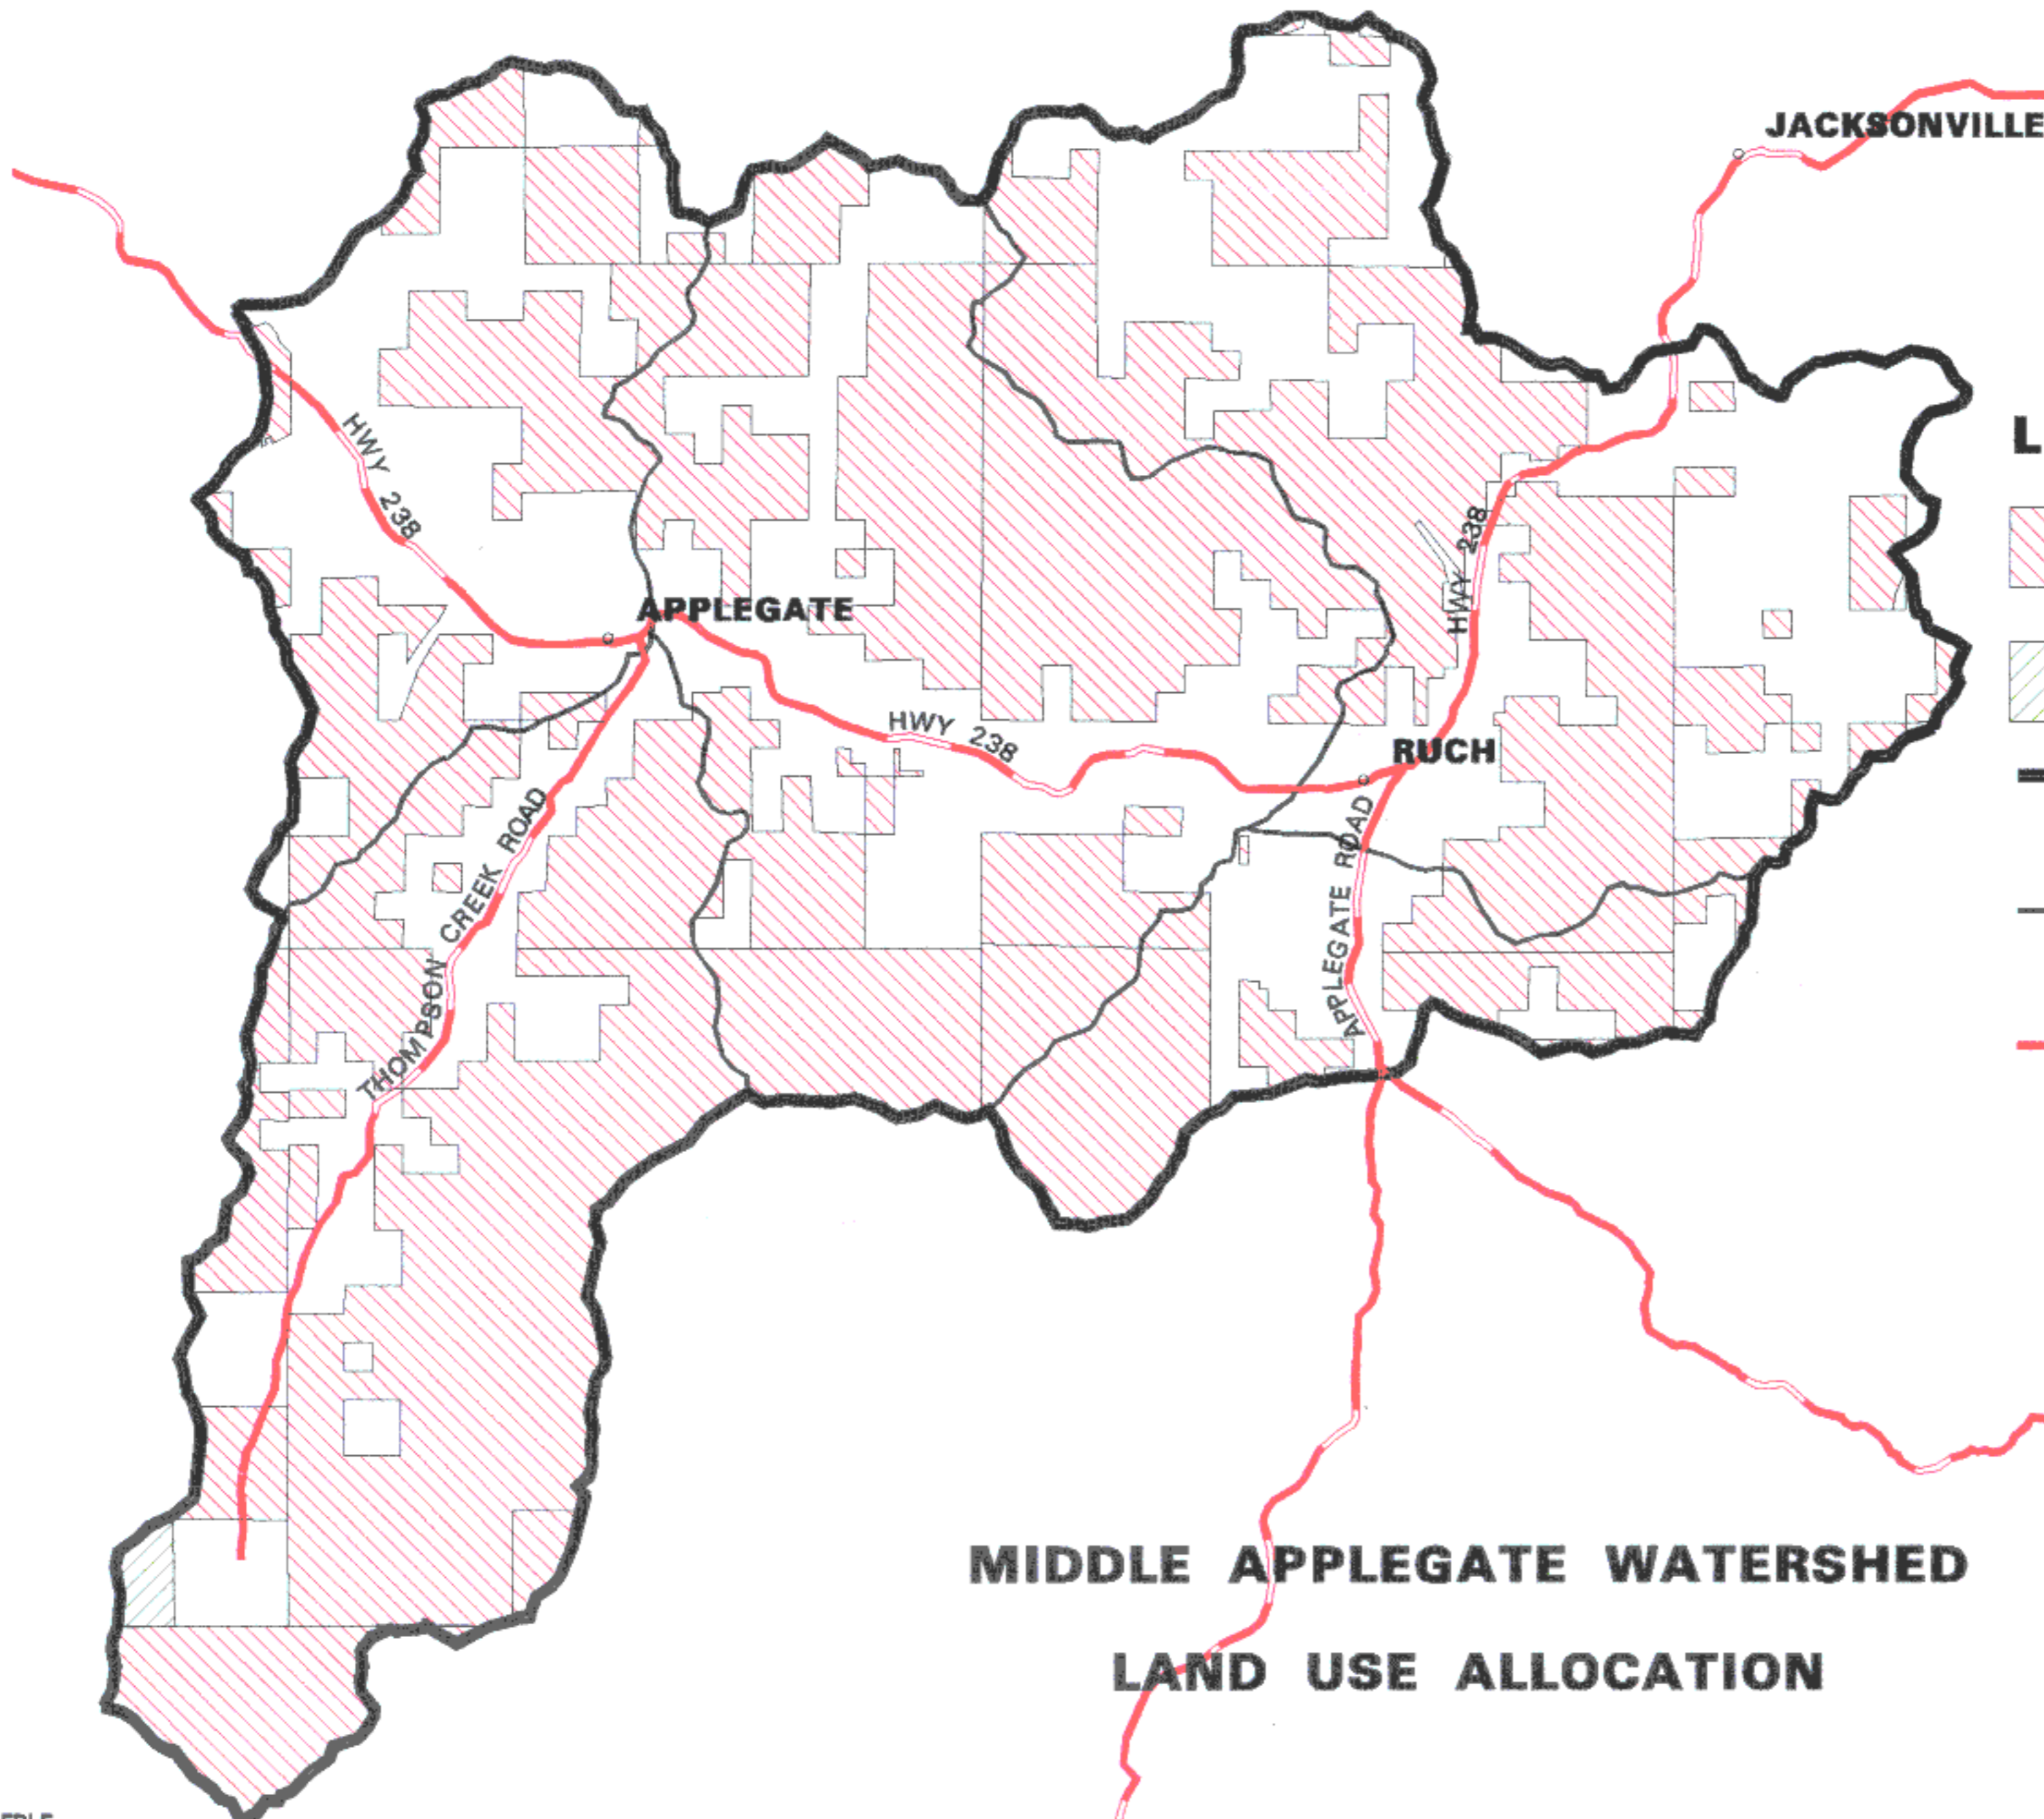 JACKSONVILLE
L
HWY 238
HWY 238
APPLEGATE
HWY 238
RUCH
THOMPSON CREEK ROAD
APPLEGATE ROAD
MIDDLE APPLEGATE WATERSHED
LAND USE ALLOCATION